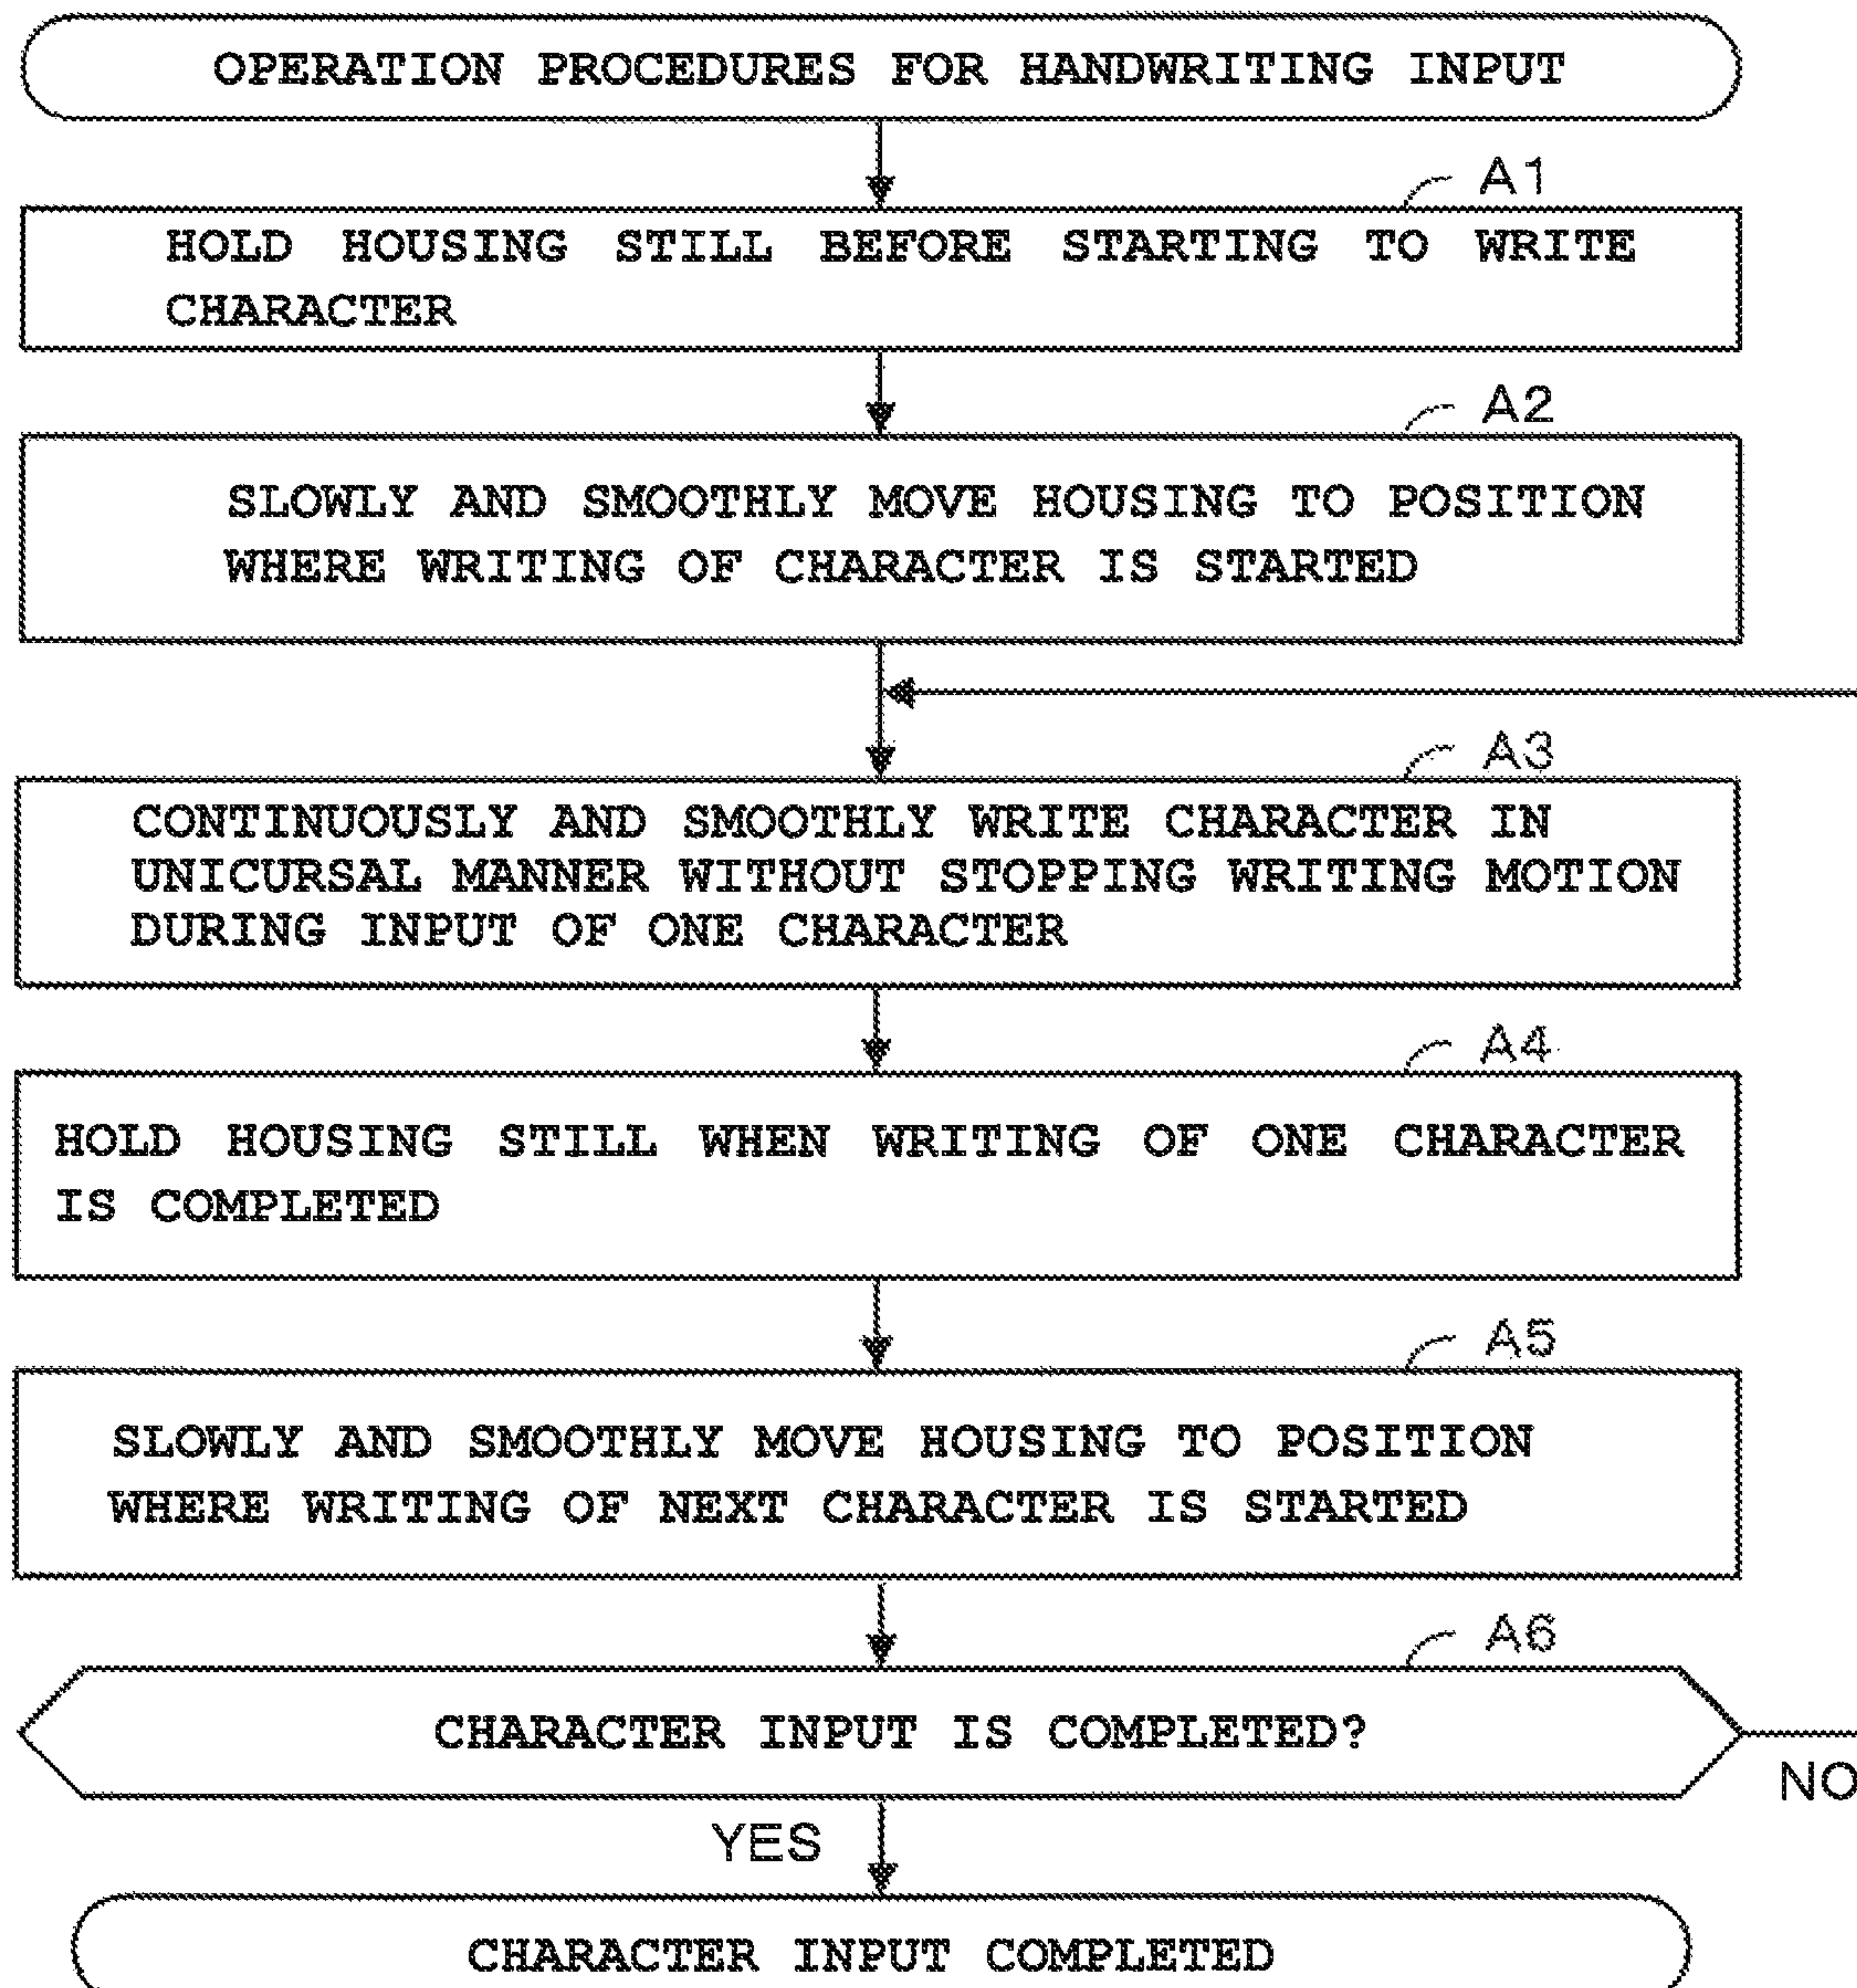 OPERATION PROCEDURES FOR HANDWRITING INPUT
A1
HOLD HOUSING STILL BEFORE STARTING TO WRITE
CHARACTER
A2
SLOWLY AND SMOOTHLY MOVE HOUSING TO POSITION
WHERE WRITING OF CHARACTER IS STARTED
A3
CONTINUOUSLY AND SMOOTHLY WRITE CHARACTER IN
UNICURSAL MANNER WITHOUT STOPPING WRITING MOTION
DURING INPUT OF ONE CHARACTER
A4
HOLD HOUSING STILL WHEN WRITING OF ONE CHARACTER
IS COMPLETED
A5
SLOWLY AND SMOOTHLY MOVE HOUSING TO POSITION
WHERE WRITING OF NEXT CHARACTER IS STARTED
A6
CHARACTER INPUT IS COMPLETED?
NO
YES
CHARACTER INPUT COMPLETED